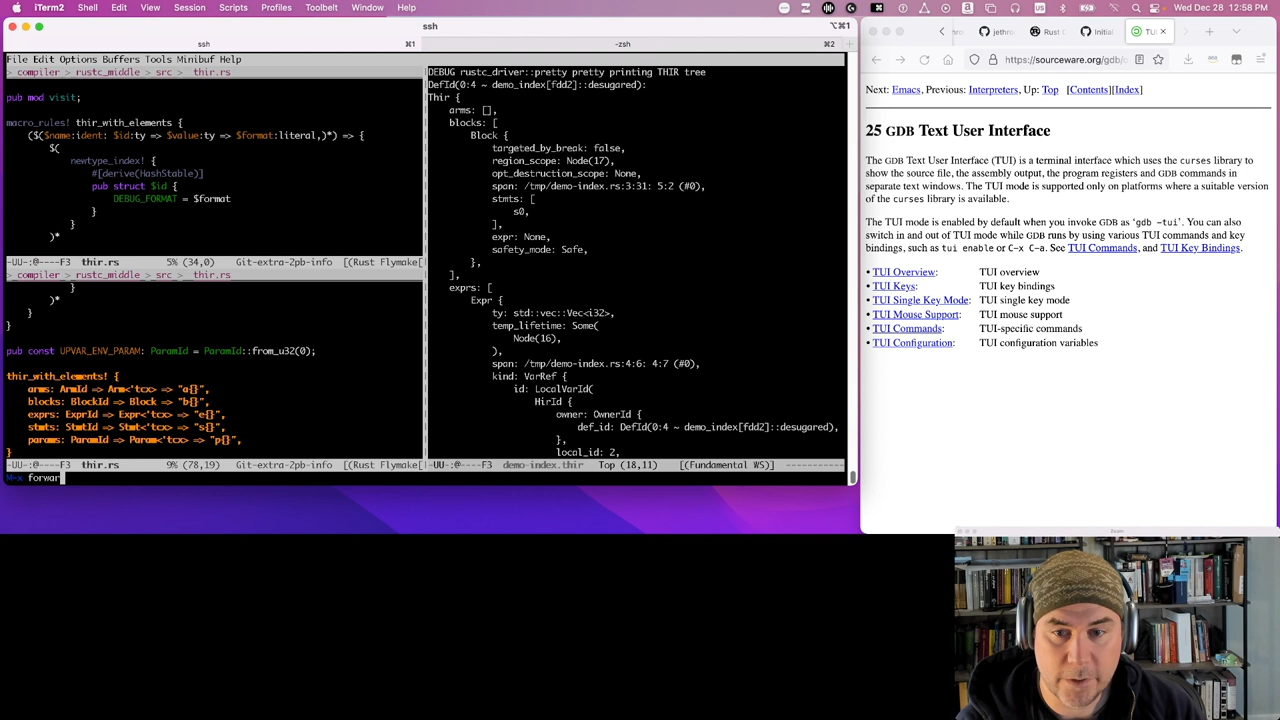 iTerm2 Shell Edit View Session Scripts Profiles Toolbelt Window Help
Wed Dec 28 12:58 PM
ssh
⌥⌘1
ssh ⌘1
-zsh ⌘2
File Edit Options Buffers Tools Minibuf Help
> compiler > rustc_middle > src > thir.rs
pub mod visit;
macro_rules! thir_with_elements {
($($name:ident: $id:ty => $value:ty => $format:literal,)*) => {
$(
newtype_index! {
#[derive(HashStable)]
pub struct $id {
DEBUG_FORMAT = $format
}
}
)*
-UU-:@----F3 thir.rs 5% (34,0) Git-extra-2pb-info [(Rust Flymake[
> compiler > rustc_middle > src > thir.rs
}
)*
}
}
pub const UPVAR_ENV_PARAM: ParamId = ParamId::from_u32(0);
thir_with_elements! {
arms: ArmId => Arm<'tcx> => "a{}",
blocks: BlockId => Block => "b{}",
exprs: ExprId => Expr<'tcx> => "e{}",
stmts: StmtId => Stmt<'tcx> => "s{}",
params: ParamId => Param<'tcx> => "p{}",
}
-UU-:@----F3 thir.rs 9% (78,19) Git-extra-2pb-info [(Rust Flymake[
M-x forwar
DEBUG rustc_driver::pretty pretty printing THIR tree
DefId(0:4 ~ demo_index[fdd2]::desugared):
Thir {
arms: [],
blocks: [
Block {
targeted_by_break: false,
region_scope: Node(17),
opt_destruction_scope: None,
span: /tmp/demo-index.rs:3:31: 5:2 (#0),
stmts: [
s0,
],
expr: None,
safety_mode: Safe,
},
],
exprs: [
Expr {
ty: std::vec::Vec<i32>,
temp_lifetime: Some(
Node(16),
),
span: /tmp/demo-index.rs:4:6: 4:7 (#0),
kind: VarRef {
id: LocalVarId(
HirId {
owner: OwnerId {
def_id: DefId(0:4 ~ demo_index[fdd2]::desugared),
},
local_id: 2,
-UU-:@----F3 demo-index.thir Top (18,11) [(Fundamental WS)] -----------
jethro
Rust C
Initial
TUI
https://sourceware.org/gdb/
Next: Emacs, Previous: Interpreters, Up: Top [Contents][Index]
25 GDB Text User Interface
The GDB Text User Interface (TUI) is a terminal interface which uses the curses library to
show the source file, the assembly output, the program registers and GDB commands in
separate text windows. The TUI mode is supported only on platforms where a suitable version
of the curses library is available.
The TUI mode is enabled by default when you invoke GDB as ‘gdb -tui’. You can also
switch in and out of TUI mode while GDB runs by using various TUI commands and key
bindings, such as tui enable or C-x C-a. See TUI Commands, and TUI Key Bindings.
• TUI Overview: TUI overview
• TUI Keys: TUI key bindings
• TUI Single Key Mode: TUI single key mode
• TUI Mouse Support: TUI mouse support
• TUI Commands: TUI-specific commands
• TUI Configuration: TUI configuration variables